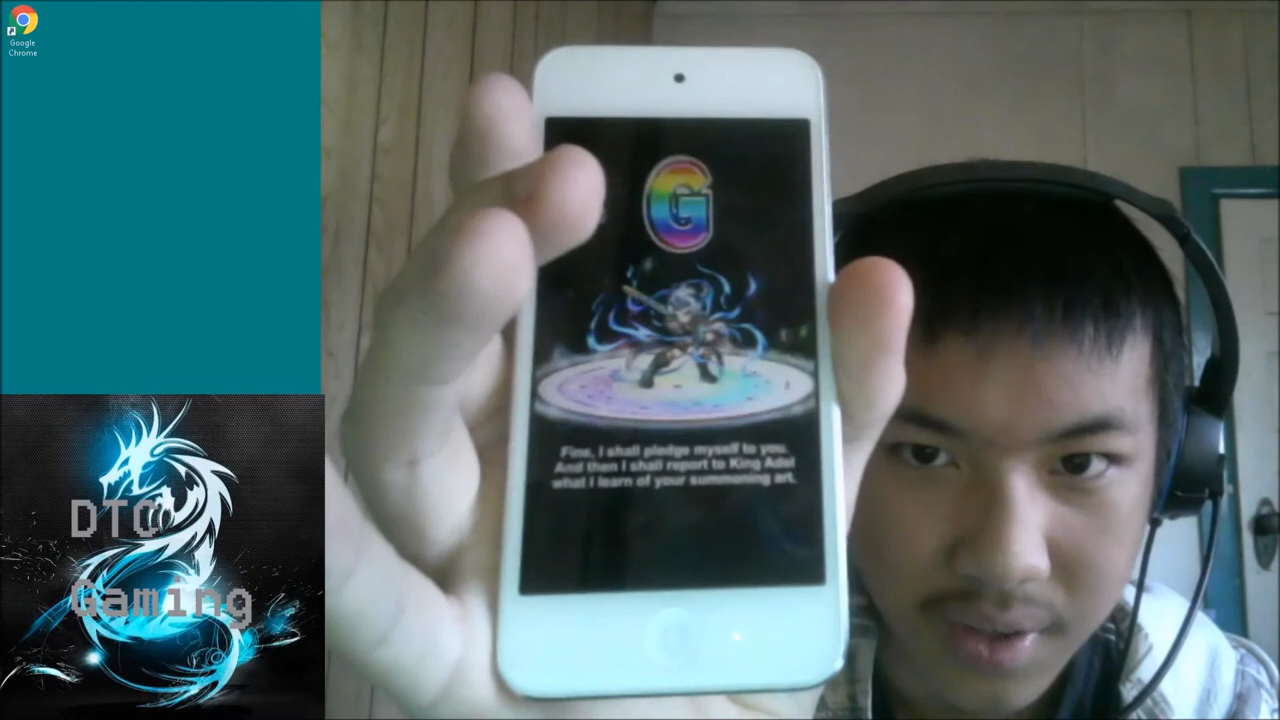 Google
Chrome
G
Fine, I shall pledge myself to you.
And then I shall report to King Adel
what I learn of your summoning art.
DTC
Gaming